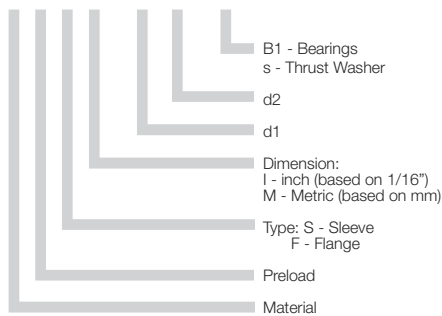 B1 - Bearings
s - Thrust Washer
d2
d1
Dimension:
I - inch (based on 1/16”)
M - Metric (based on mm)
Type: S - Sleeve
F - Flange
Preload
Material